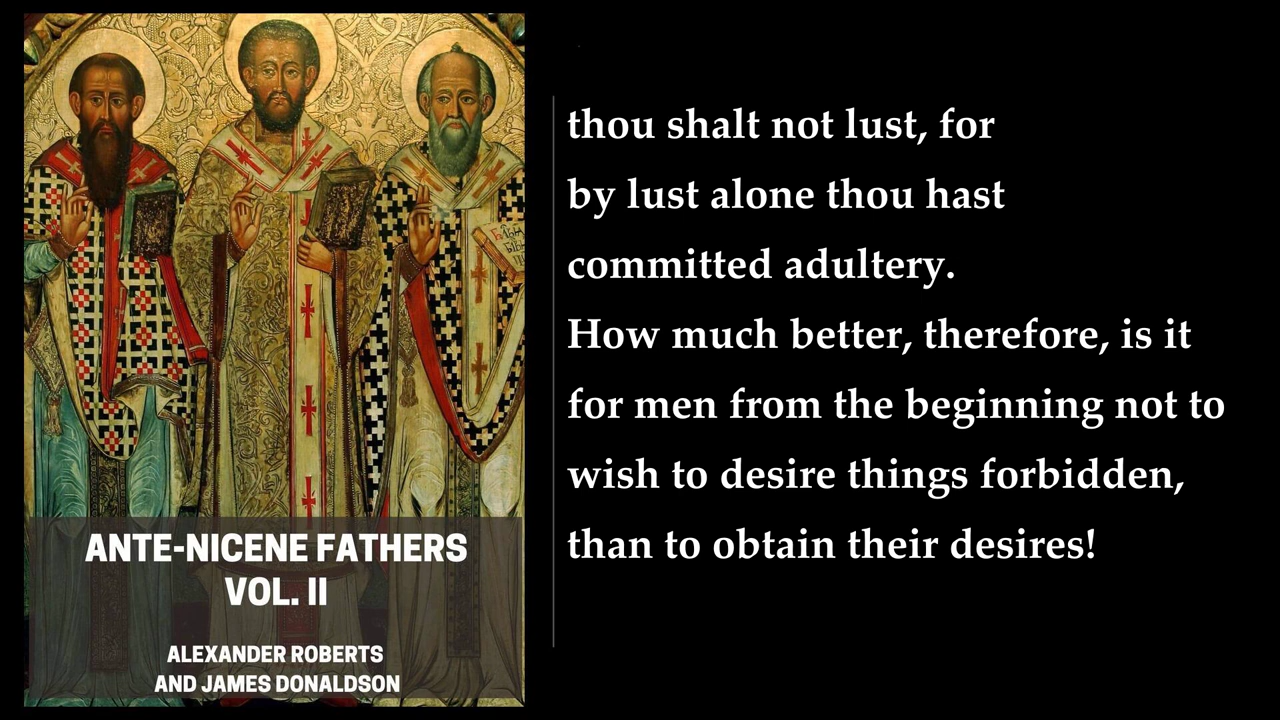 thou shalt not lust, for
by lust alone thou hast
committed adultery.
How much better, therefore, is it
for men from the beginning not to
wish to desire things forbidden,
than to obtain their desires!
ANTE-NICENE FATHERS
VOL. II
ALEXANDER ROBERTS
AND JAMES DONALDSON